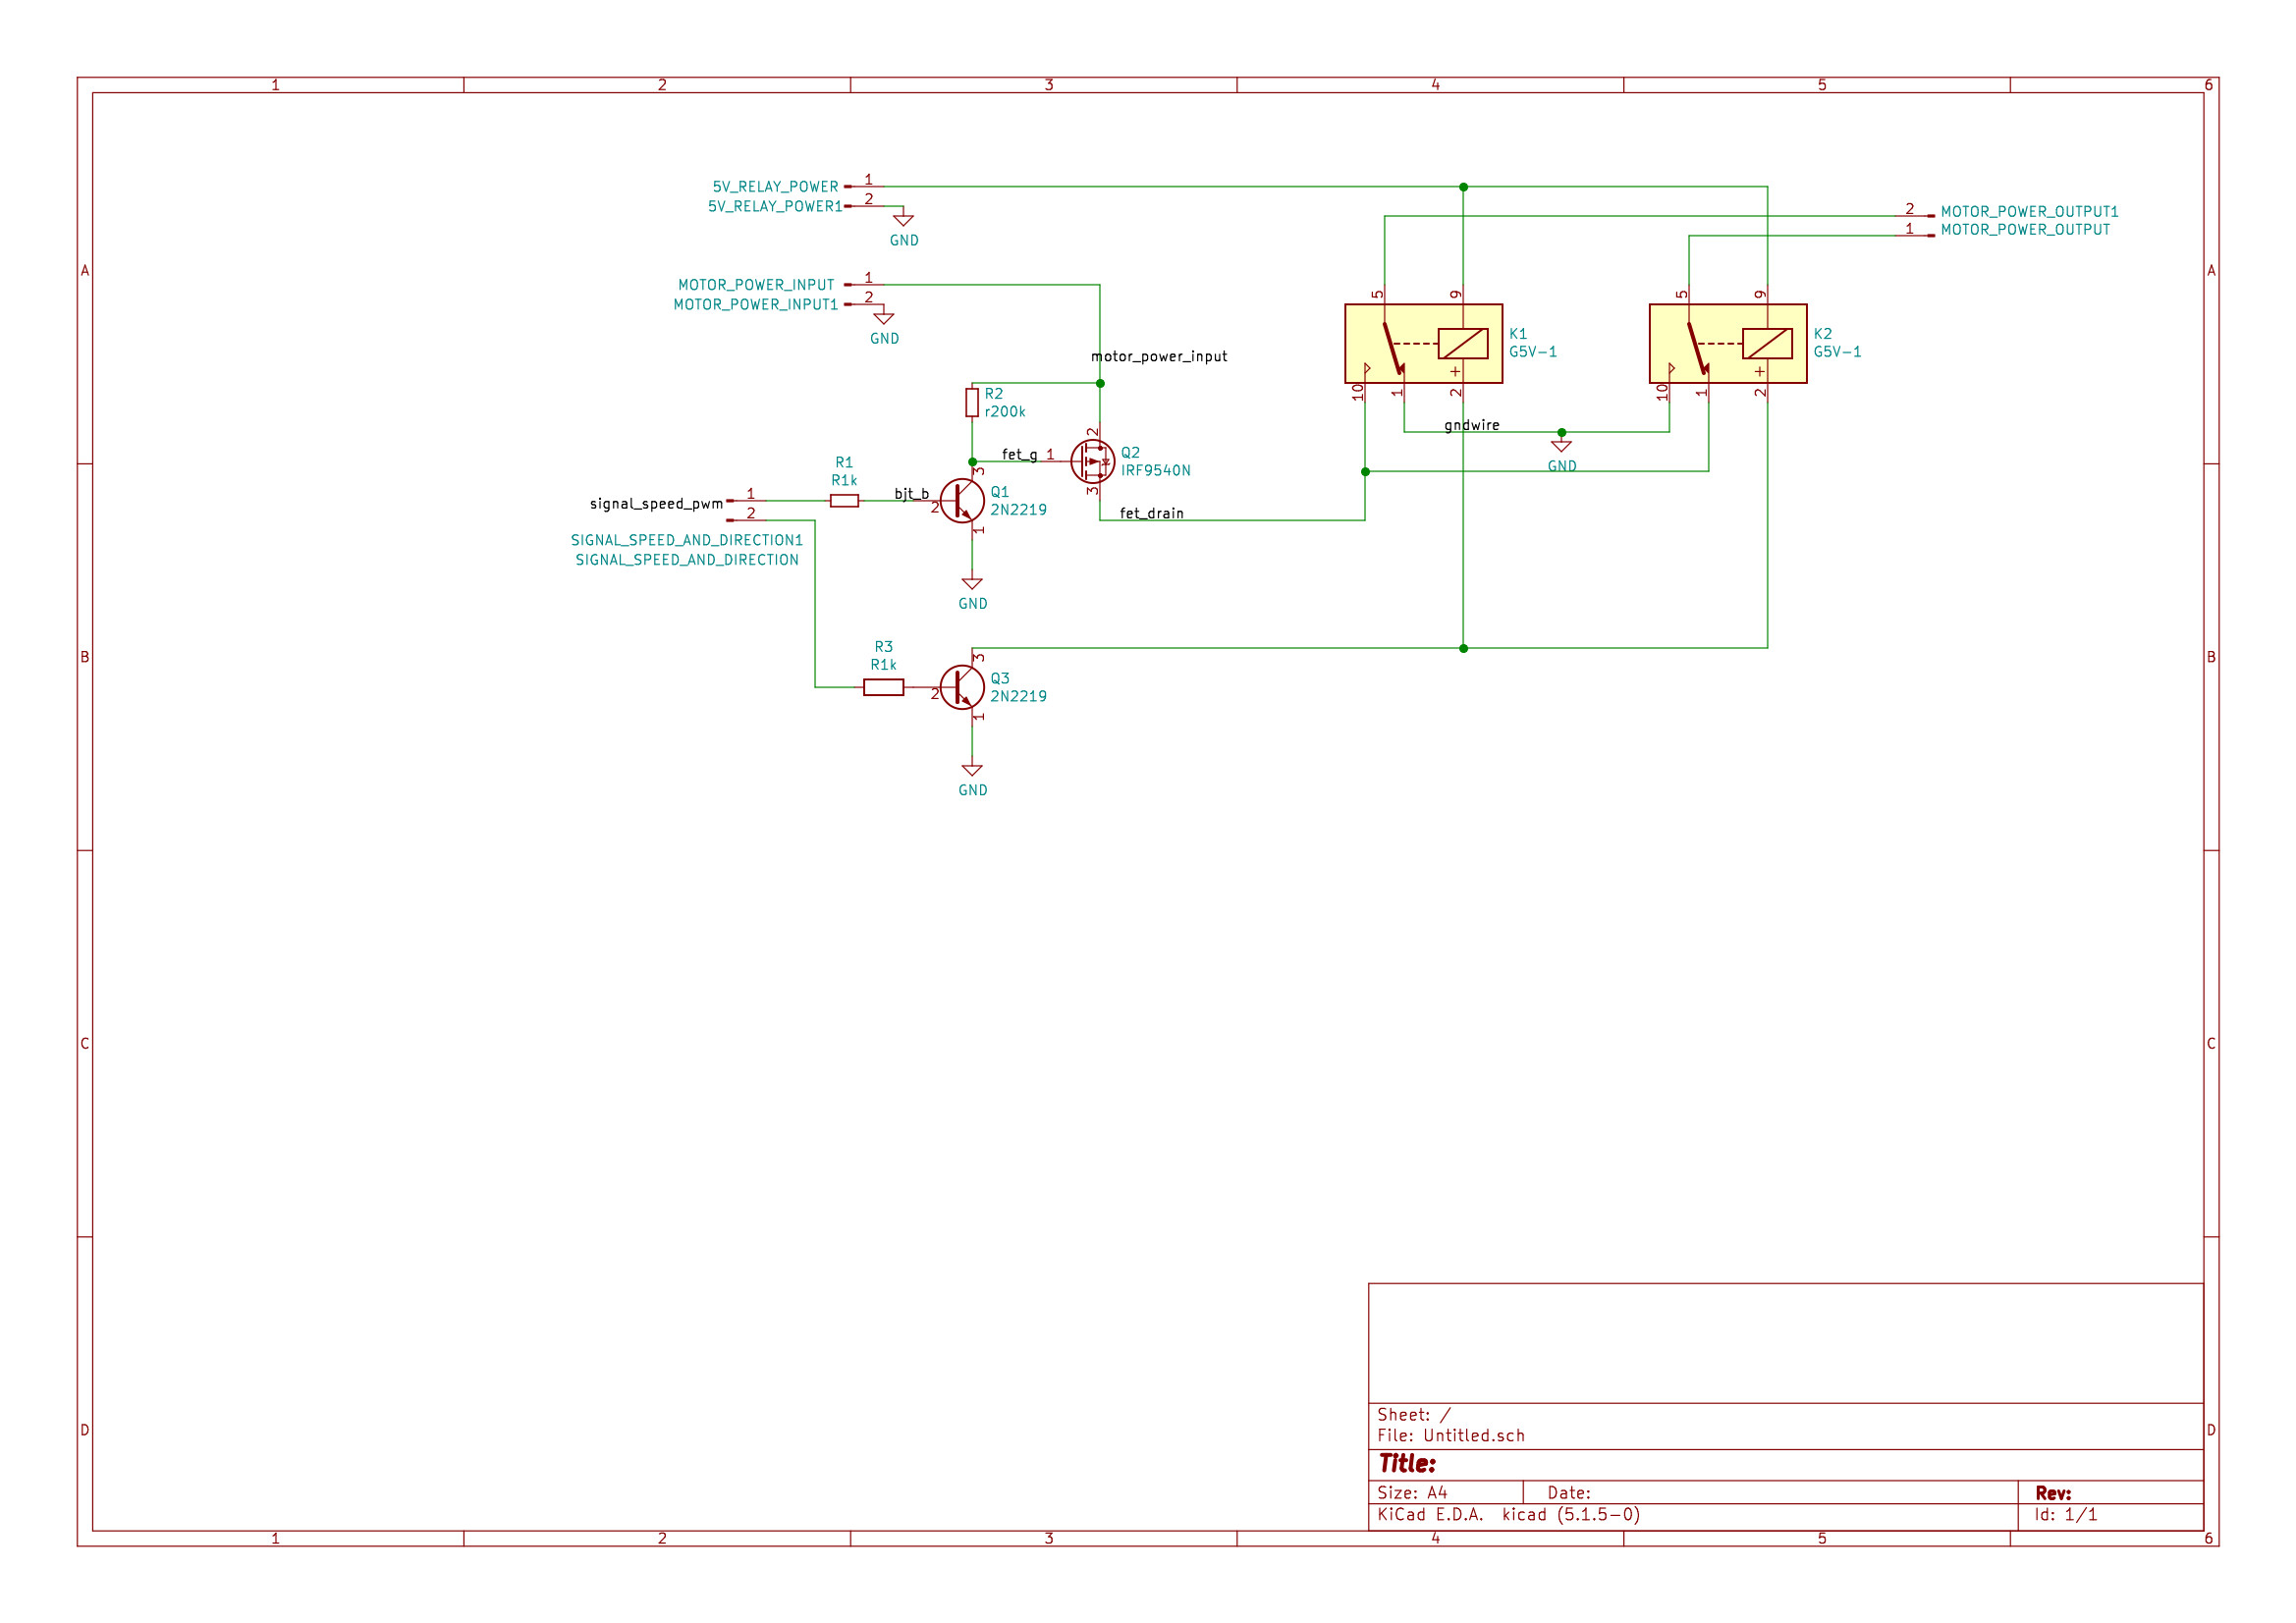 1 2 3 4 5 6
A A
B B
C C
D D
5V_RELAY_POWER 1
5V_RELAY_POWER1 2
GND
MOTOR_POWER_INPUT 1
MOTOR_POWER_INPUT1 2
GND
2 MOTOR_POWER_OUTPUT1
1 MOTOR_POWER_OUTPUT
motor_power_input
5 9
K1
G5V-1
+
10 1 2
5 9
K2
G5V-1
+
10 1 2
gndwire
GND
R2
r200k
fet_g 1
2
Q2
IRF9540N
3
fet_drain
R1
R1k
signal_speed_pwm 1
2
SIGNAL_SPEED_AND_DIRECTION1
SIGNAL_SPEED_AND_DIRECTION
bjt_b
3
2
Q1
2N2219
1
GND
R3
R1k
3
2
Q3
2N2219
1
GND
Sheet: /
File: Untitled.sch
Title:
Size: A4 Date: Rev:
KiCad E.D.A. kicad (5.1.5-0) Id: 1/1
1 2 3 4 5 6